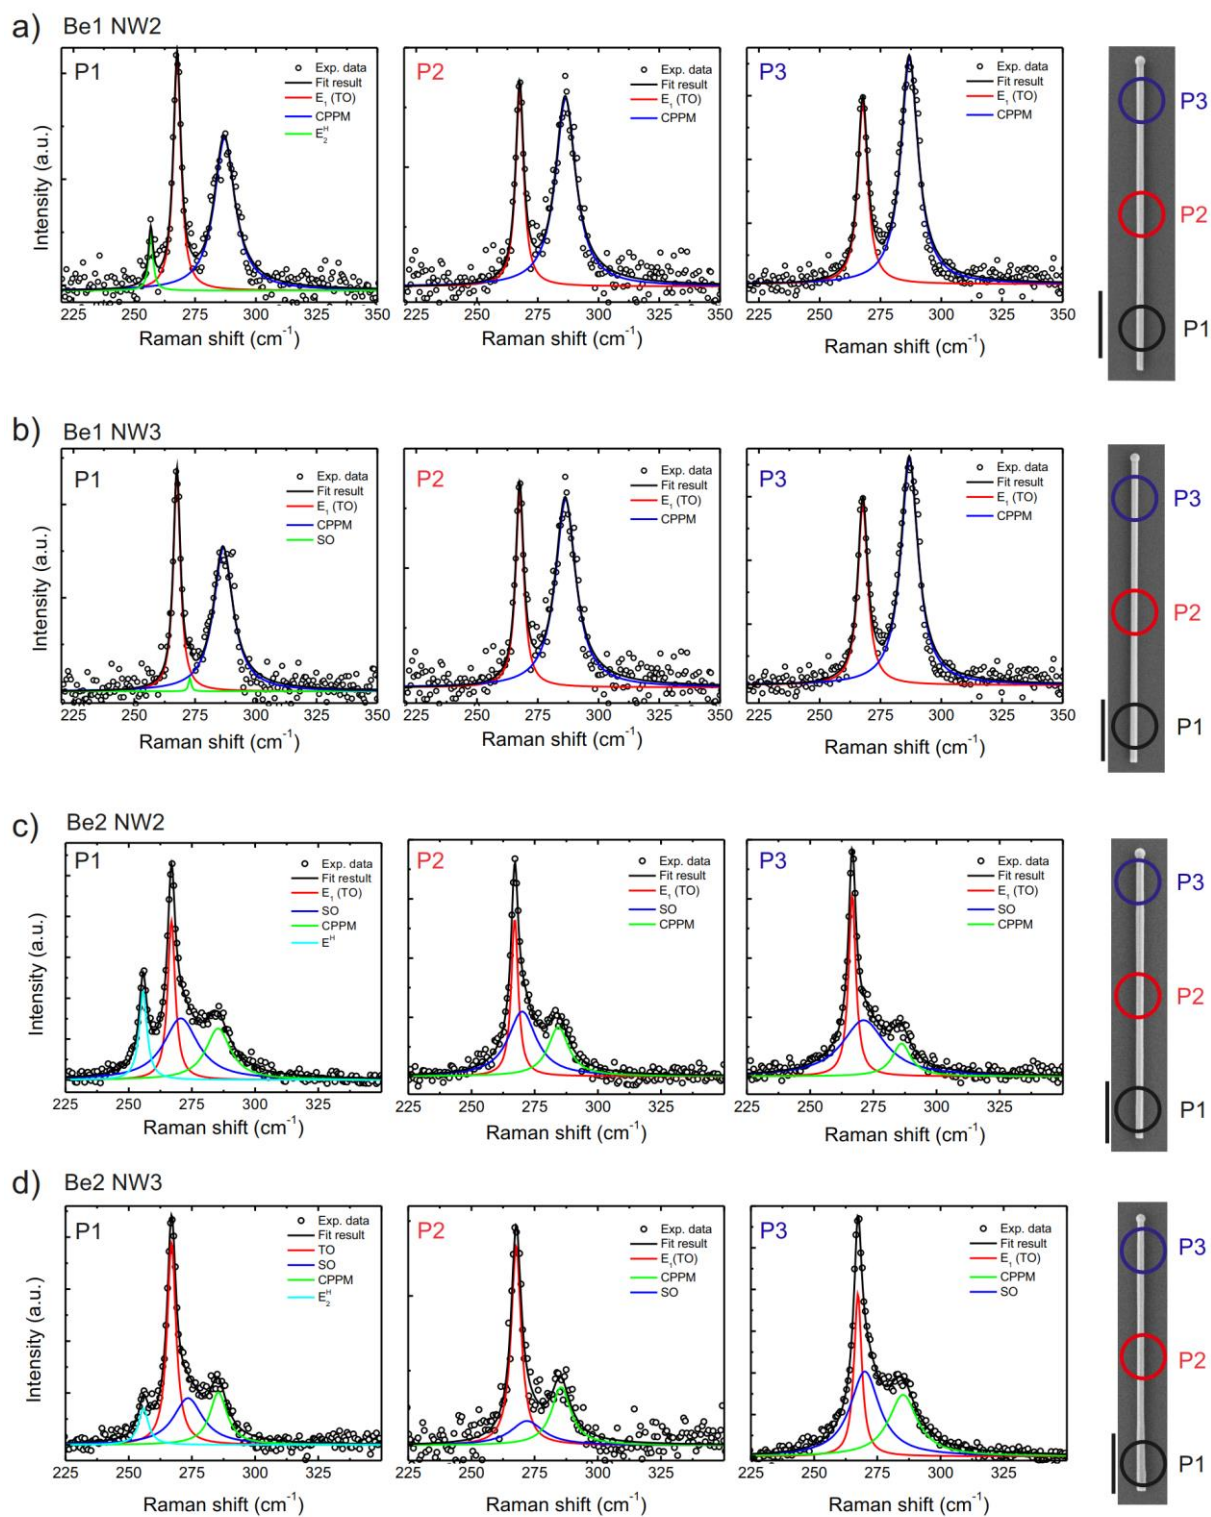 a) Be1 NW2
P1
Exp. data
Fit result
E₁ (TO)
CPPM
E₂ᴴ
Intensity (a.u.)
225 250 275 300 325 350
Raman shift (cm⁻¹)
P2
Exp. data
Fit result
E₁ (TO)
CPPM
225 250 275 300 325 350
Raman shift (cm⁻¹)
P3
Exp. data
Fit result
E₁ (TO)
CPPM
225 250 275 300 325 350
Raman shift (cm⁻¹)
P3
P2
P1
b) Be1 NW3
P1
Exp. data
Fit result
E₁ (TO)
CPPM
SO
Intensity (a.u.)
225 250 275 300 325 350
Raman shift (cm⁻¹)
P2
Exp. data
Fit result
E₁ (TO)
CPPM
225 250 275 300 325 350
Raman shift (cm⁻¹)
P3
Exp. data
Fit result
E₁ (TO)
CPPM
225 250 275 300 325 350
Raman shift (cm⁻¹)
P3
P2
P1
c) Be2 NW2
P1
Exp. data
Fit restult
E₁ (TO)
SO
CPPM
Eᴴ
Intensity (a.u.)
225 250 275 300 325
Raman shift (cm⁻¹)
P2
Exp. data
Fit result
E₁ (TO)
SO
CPPM
225 250 275 300 325
Raman shift (cm⁻¹)
P3
Exp. data
Fit result
E₁ (TO)
SO
CPPM
225 250 275 300 325
Raman shift (cm⁻¹)
P3
P2
P1
d) Be2 NW3
P1
Exp. data
Fit result
TO
SO
CPPM
E₂ᴴ
Intensity (a.u.)
225 250 275 300 325
Raman shift (cm⁻¹)
P2
Exp. data
Fit result
E₁ (TO)
CPPM
SO
225 250 275 300 325
Raman shift (cm⁻¹)
P3
Exp. data
Fit result
E₁ (TO)
CPPM
SO
225 250 275 300 325
Raman shift (cm⁻¹)
P3
P2
P1